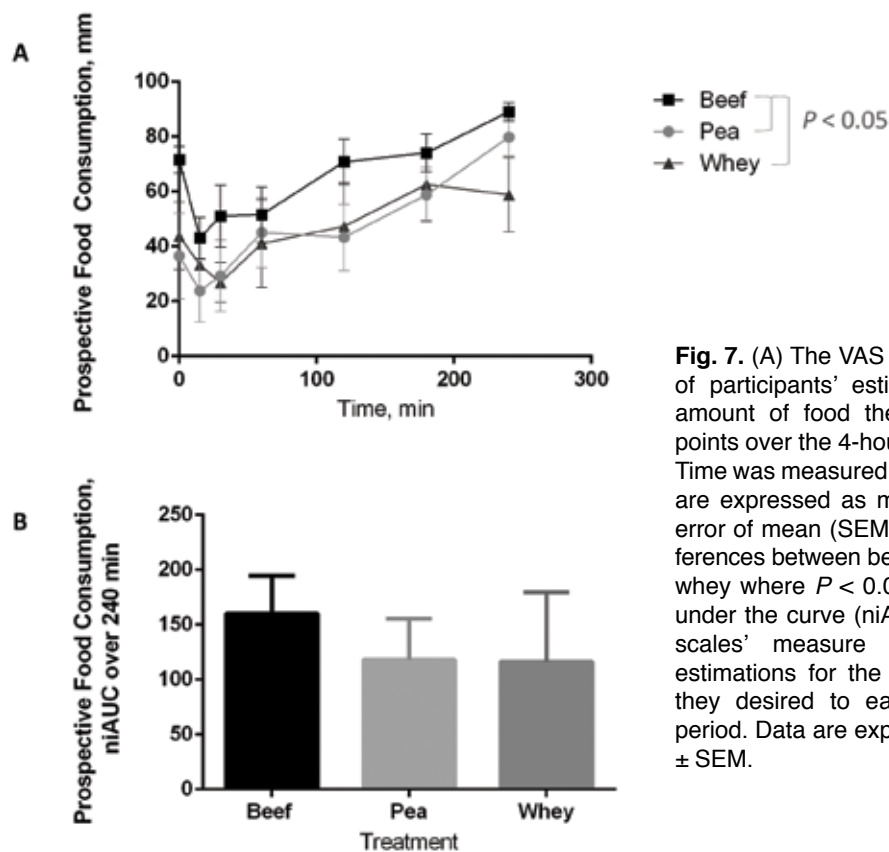 A
Prospective Food Consumption, mm
100
80
60
40
20
0
0
100
200
300
Time, min
Beef
Pea
Whey
P < 0.05
B
Prospective Food Consumption,
niAUC over 240 min
250
200
150
100
50
0
Beef
Pea
Whey
Treatment
Fig. 7. (A) The VAS
of participants’ esti
amount of food the
points over the 4-hou
Time was measured
are expressed as m
error of mean (SEM
ferences between be
whey where P < 0.0
under the curve (niA
scales’ measure
estimations for the
they desired to ea
period. Data are exp
± SEM.